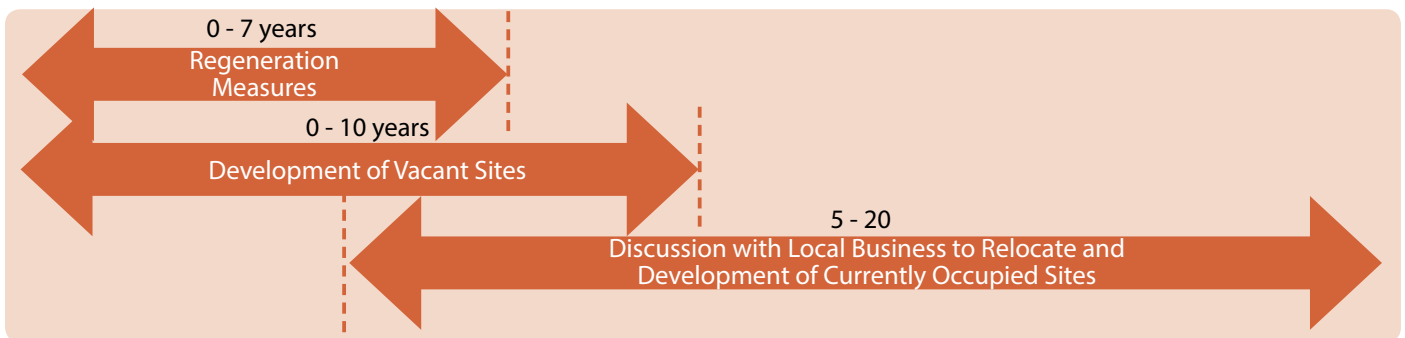 0 - 7 years
Regeneration
Measures
0 - 10 years
Development of Vacant Sites
5 - 20
Discussion with Local Business to Relocate and
Development of Currently Occupied Sites